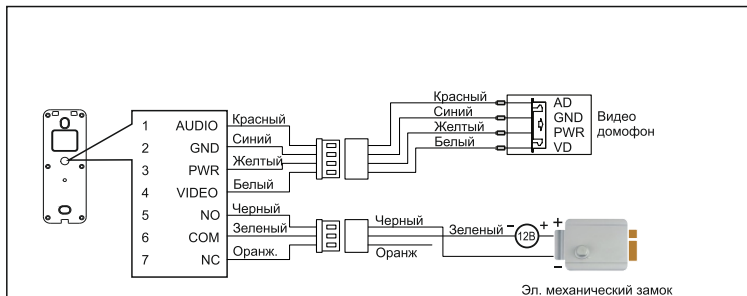 1 AUDIO Красный
2 GND Синий
3 PWR Желтый
4 VIDEO Белый
5 NO Черный
6 COM Зеленый
7 NC Оранж.
Красный AD
Синий GND
Желтый PWR
Белый VD
Видео
домофон
Черный
Зеленый − 12В + +
Оранж
−
Эл. механический замок